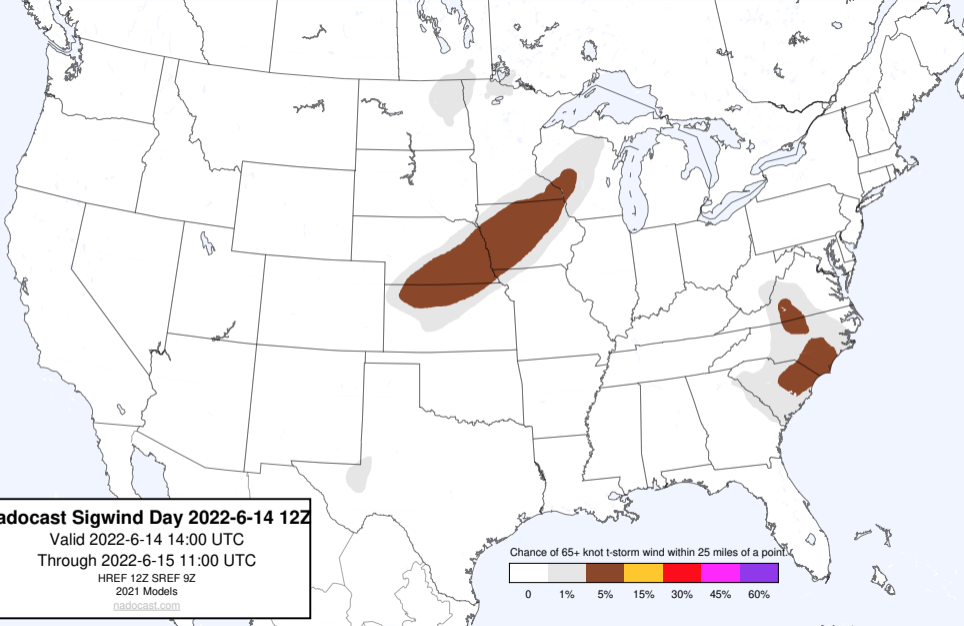 adocast Sigwind Day 2022-6-14 12Z
Valid 2022-6-14 14:00 UTC
Through 2022-6-15 11:00 UTC
HREF 12Z SREF 9Z
2021 Models
nadocast.com
Chance of 65+ knot t-storm wind within 25 miles of a point.
0 1% 5% 15% 30% 45% 60%